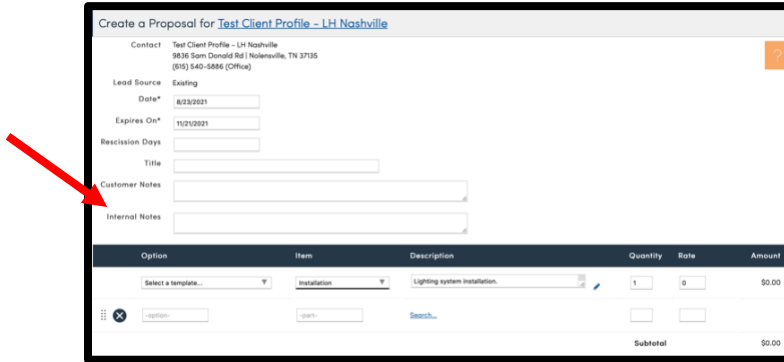 Create a Proposal for Test Client Profile - LH Nashville
?
Contact Test Client Profile - LH Nashville
9836 Sam Donald Rd | Nolensville, TN 37135
(615) 540-5886 (Office)
Lead Source Existing
Date* 8/23/2021
Expires On* 11/21/2021
Rescission Days
Title
Customer Notes
Internal Notes
Option Item Description Quantity Rate Amount
Select a template... Installation Lighting system installation. 1 0 $0.00
-option- -part- Search... 
Subtotal $0.00